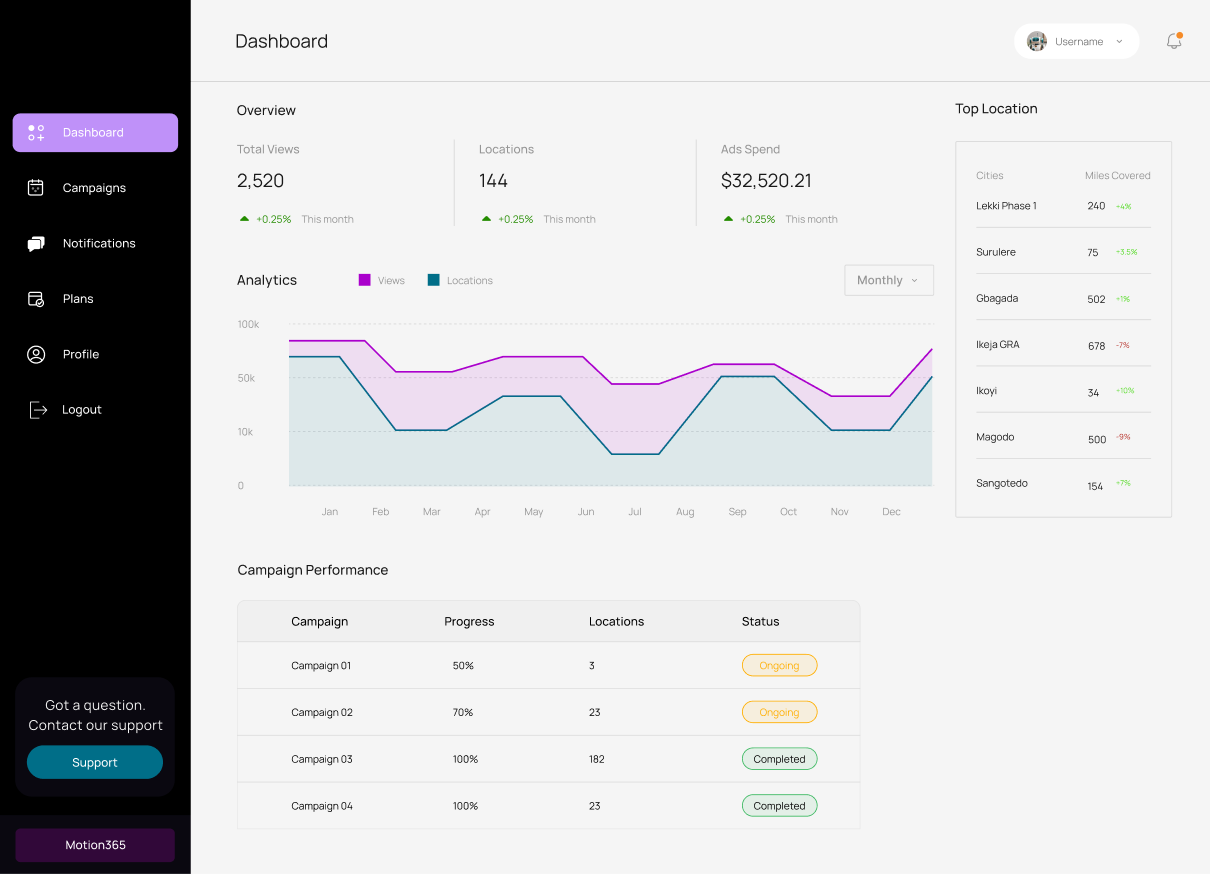 Dashboard
Campaigns
Notifications
Plans
Profile
Logout
Got a question.
Contact our support
Support
Motion365
Dashboard
Username
Overview
Total Views
2,520
+0.25% This month
Locations
144
+0.25% This month
Ads Spend
$32,520.21
+0.25% This month
Analytics
Views
Locations
Monthly
100k
50k
10k
0
Jan Feb Mar Apr May Jun Jul Aug Sep Oct Nov Dec
Top Location
Cities Miles Covered
Lekki Phase 1 240 +4%
Surulere 75 +3.5%
Gbagada 502 +1%
Ikeja GRA 678 -7%
Ikoyi 34 +10%
Magodo 500 -9%
Sangotedo 154 +7%
Campaign Performance
Campaign Progress Locations Status
Campaign 01 50% 3 Ongoing
Campaign 02 70% 23 Ongoing
Campaign 03 100% 182 Completed
Campaign 04 100% 23 Completed